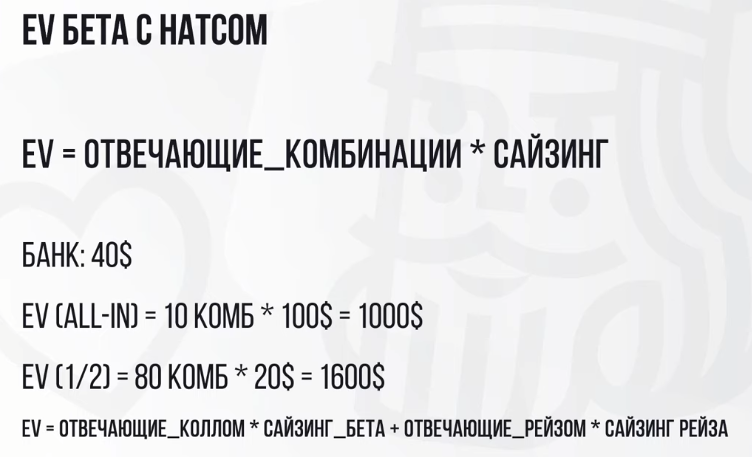 EV БЕТА С НАТСОМ
EV = ОТВЕЧАЮЩИЕ_КОМБИНАЦИИ * САЙЗИНГ
БАНК: 40$
EV (ALL-IN) = 10 КОМБ * 100$ = 1000$
EV (1/2) = 80 КОМБ * 20$ = 1600$
EV = ОТВЕЧАЮЩИЕ_КОЛЛОМ * САЙЗИНГ_БЕТА + ОТВЕЧАЮЩИЕ_РЕЙЗОМ * САЙЗИНГ РЕЙЗА